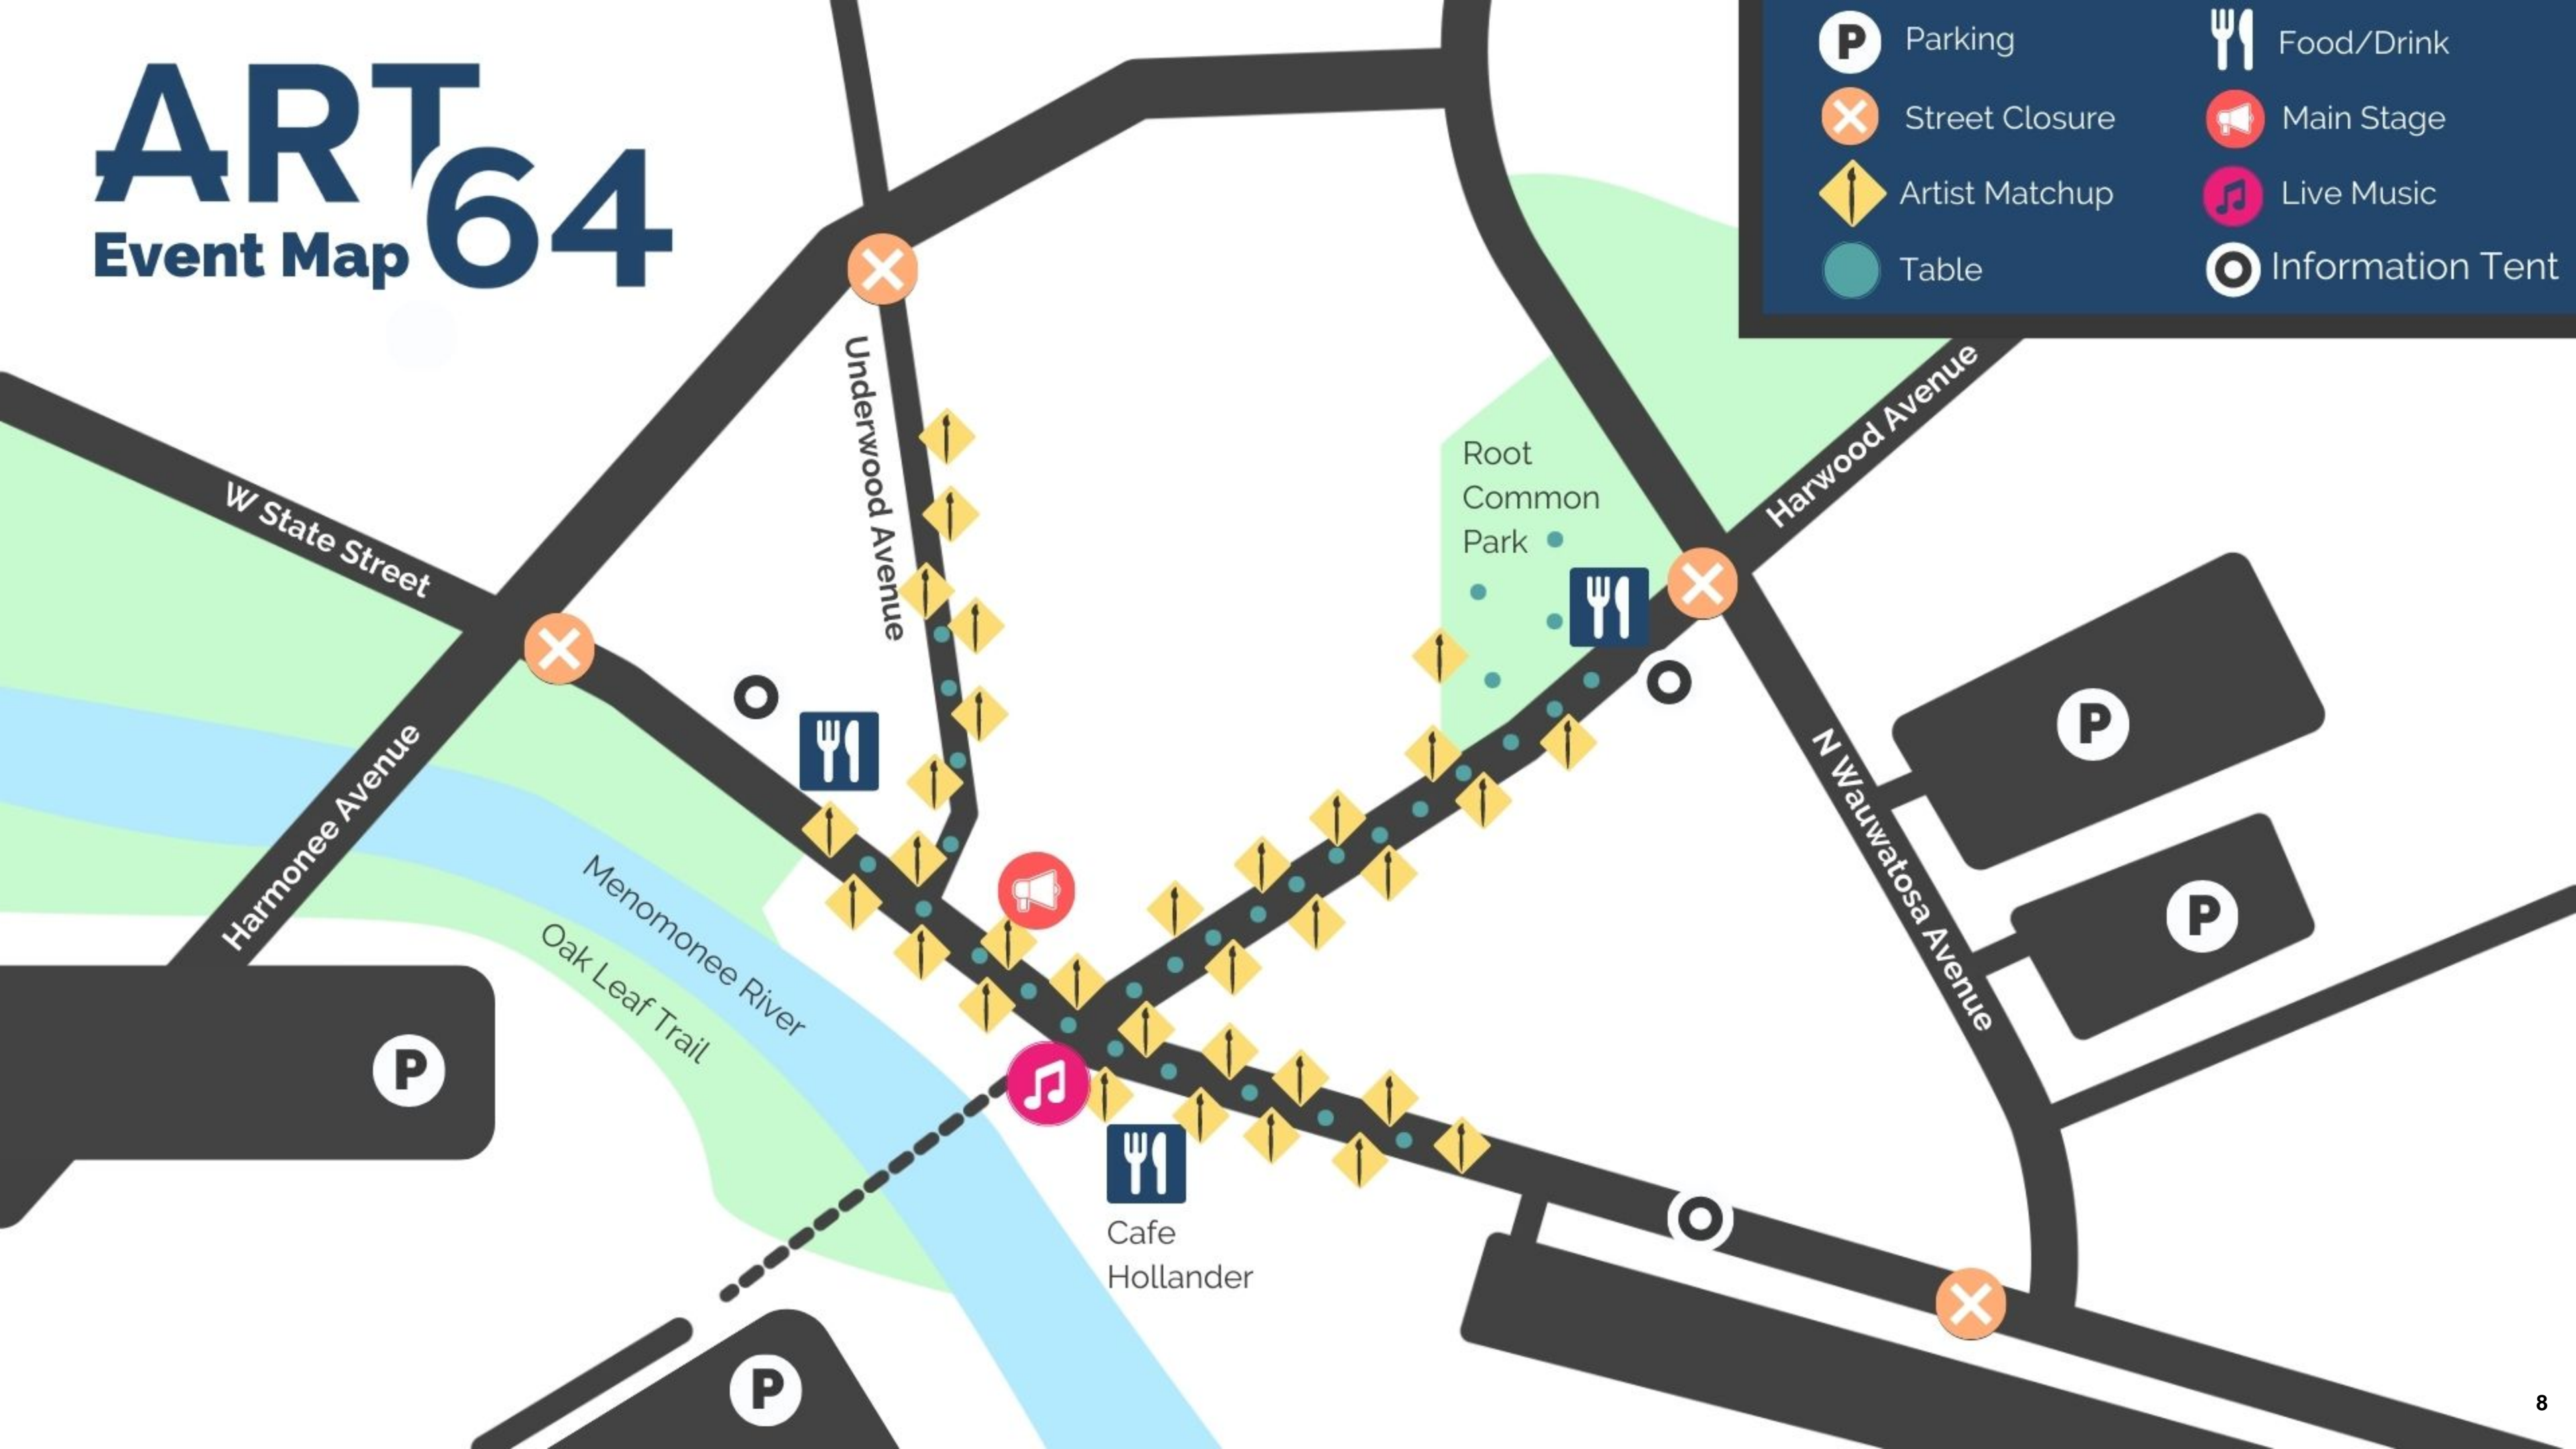 ART
64
Event Map
P Parking
Food/Drink
Street Closure
Main Stage
Artist Matchup
Live Music
Table
Information Tent
Underwood Avenue
Harwood Avenue
W State Street
Root
Common
Park
Harmonee Avenue
Menomonee River
Oak Leaf Trail
N Wauwatosa Avenue
P
P
P
Cafe
Hollander
P
8